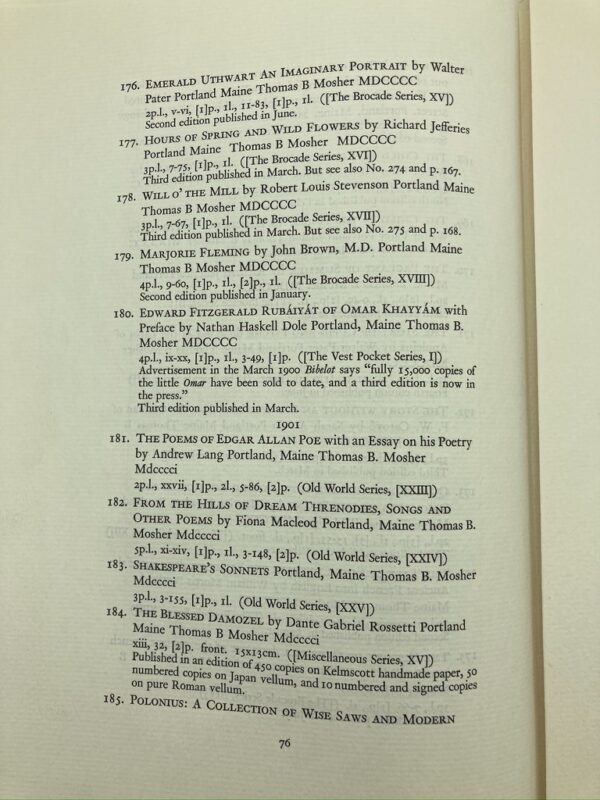 176. EMERALD UTHWART AN IMAGINARY PORTRAIT by Walter
Pater Portland Maine Thomas B Mosher MDCCCC
2p.l., v-vi, [1]p., 1l., 11-83, [1]p., 1l. ([The Brocade Series, XV])
Second edition published in June.
177. HOURS OF SPRING AND WILD FLOWERS by Richard Jefferies
Portland Maine Thomas B Mosher MDCCCC
3p.l., 7-75, [1]p., 1l. ([The Brocade Series, XVI])
Third edition published in March. But see also No. 274 and p. 167.
178. WILL O' THE MILL by Robert Louis Stevenson Portland Maine
Thomas B Mosher MDCCCC
3p.l., 7-67, [1]p., 1l. ([The Brocade Series, XVII])
Third edition published in March. But see also No. 275 and p. 168.
179. MARJORIE FLEMING by John Brown, M.D. Portland Maine
Thomas B Mosher MDCCCC
4p.l., 9-60, [1]p., 1l., [2]p., 1l. ([The Brocade Series, XVIII])
Second edition published in January.
180. EDWARD FITZGERALD RUBÁIYÁT OF OMAR KHAYYÁM with
Preface by Nathan Haskell Dole Portland, Maine Thomas B.
Mosher MDCCCC
4p.l., ix-xx, [1]p., 1l., 3-49, [1]p. ([The Vest Pocket Series, I])
Advertisement in the March 1900 Bibelot says "fully 15,000 copies of
the little Omar have been sold to date, and a third edition is now in
the press."
Third edition published in March.
1901
181. THE POEMS OF EDGAR ALLAN POE with an Essay on his Poetry
by Andrew Lang Portland, Maine Thomas B. Mosher
Mdcccci
2p.l., xxvii, [1]p., 2l., 5-86, [2]p. (Old World Series, [XXIII])
182. FROM THE HILLS OF DREAM THRENODIES, SONGS AND
OTHER POEMS by Fiona Macleod Portland, Maine Thomas B.
Mosher Mdcccci
5p.l., xi-xiv, [1]p., 1l., 3-148, [2]p. (Old World Series, [XXIV])
183. SHAKESPEARE'S SONNETS Portland, Maine Thomas B. Mosher
Mdcccci
3p.l., 3-155, [1]p., 1l. (Old World Series, [XXV])
184. THE BLESSED DAMOZEL by Dante Gabriel Rossetti Portland
Maine Thomas B Mosher Mdcccci
xiii, 32, [2]p. front. 15x13cm. ([Miscellaneous Series, XV])
Published in an edition of 450 copies on Kelmscott handmade paper, 50
numbered copies on Japan vellum, and 10 numbered and signed copies
on pure Roman vellum.
185. POLONIUS: A COLLECTION OF WISE SAWS AND MODERN
76